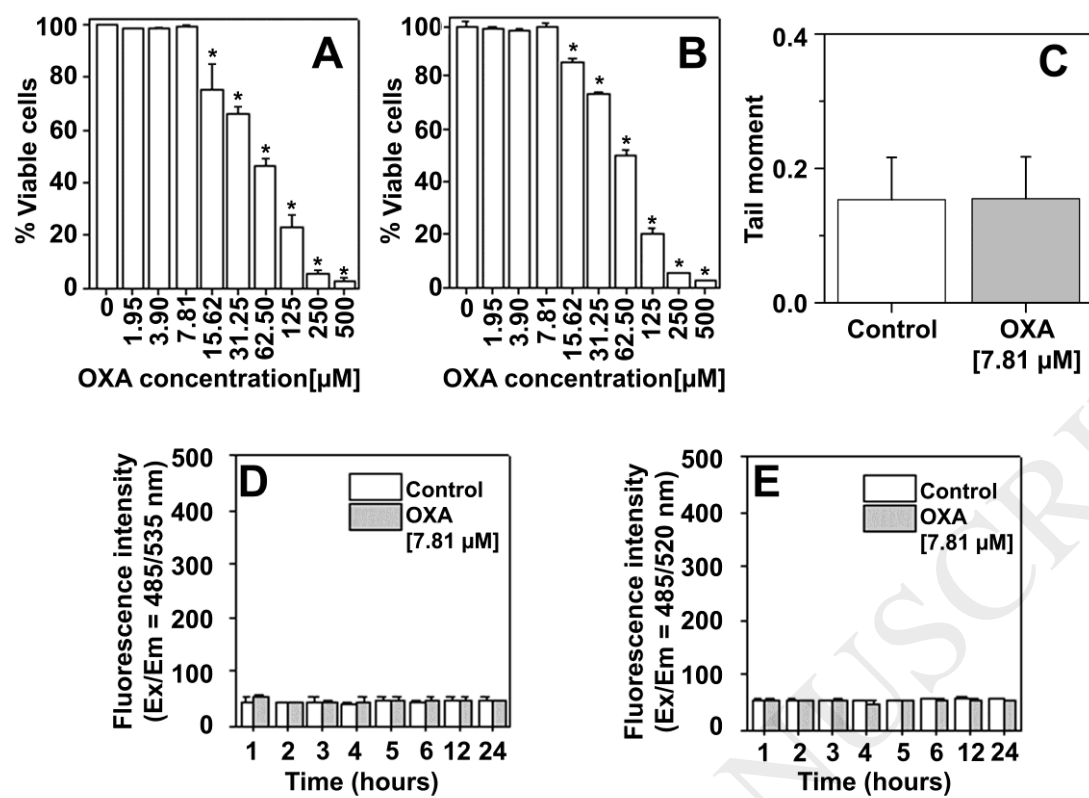 A
% Viable cells
100
80
60
40
20
0
* * * * * *
0 1.95 3.90 7.81 15.62 31.25 62.50 125 250 500
OXA concentration[µM]
B
% Viable cells
100
80
60
40
20
0
* * * * * *
0 1.95 3.90 7.81 15.62 31.25 62.50 125 250 500
OXA concentration[µM]
C
Tail moment
0.4
0.2
0.0
Control OXA
[7.81 µM]
D
Fluorescence intensity
(Ex/Em = 485/535 nm)
500
400
300
200
100
0
Control
OXA
[7.81 µM]
1 2 3 4 5 6 12 24
Time (hours)
E
Fluorescence intensity
(Ex/Em = 485/520 nm)
500
400
300
200
100
0
Control
OXA
[7.81 µM]
1 2 3 4 5 6 12 24
Time (hours)
NUSCR